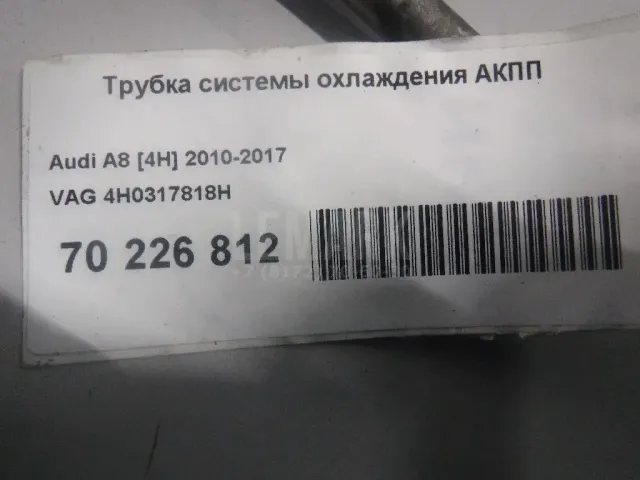 Трубка системы охлаждения АКПП
Audi A8 [4H] 2010-2017
VAG 4H0317818H
70 226 812